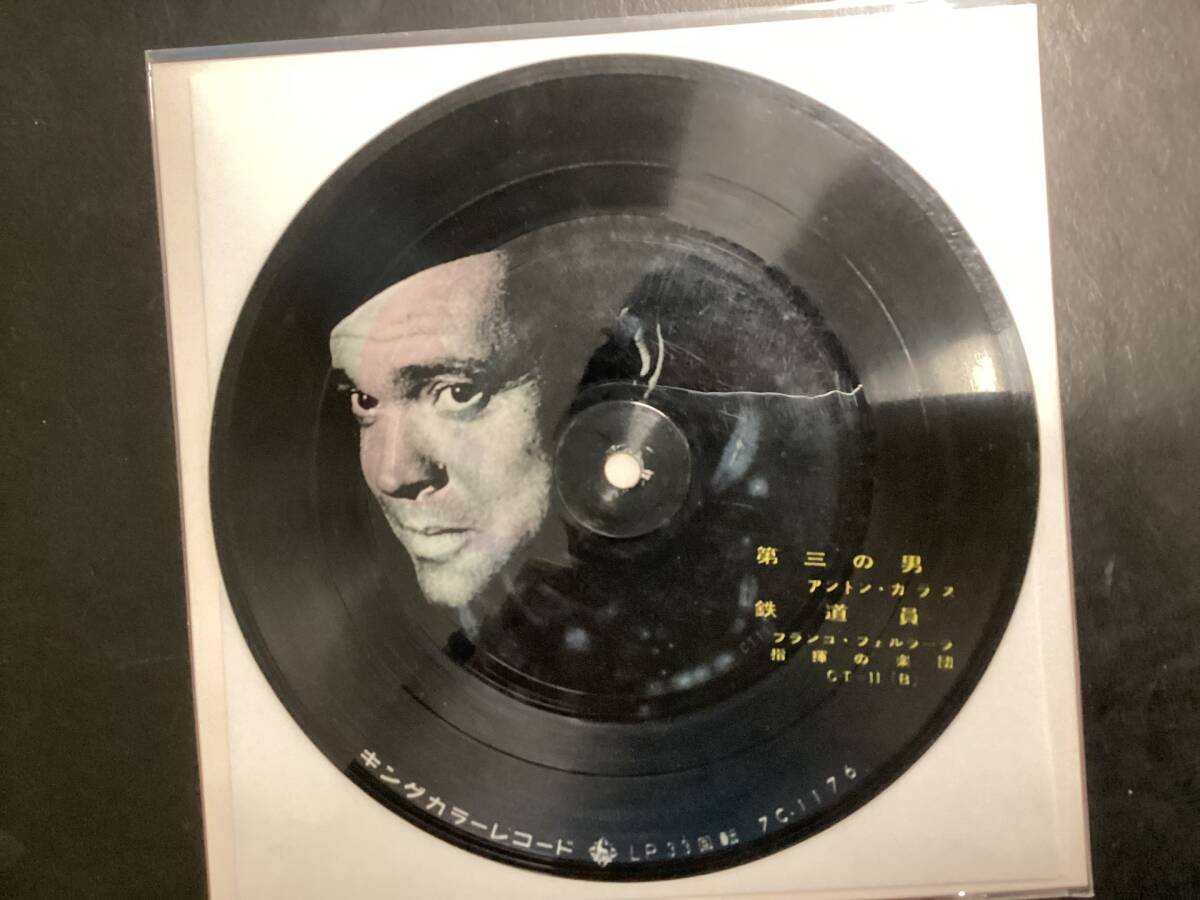 第三の男
アントン・カラス
鉄道員
フランコ・フェルラーラ
指揮の楽団
CT-11(B)
キングカラーレコード LP33回転 7C-1176